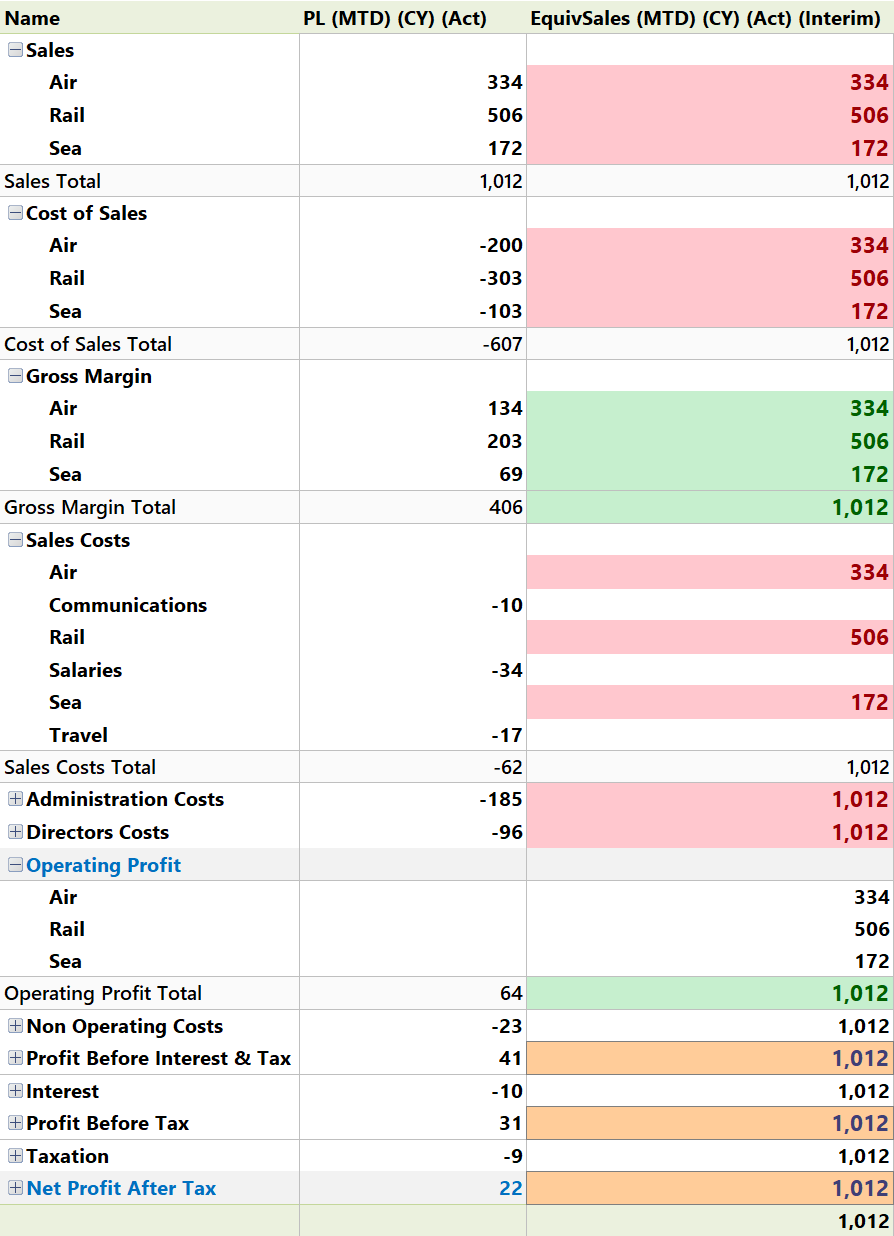 Name PL (MTD) (CY) (Act) EquivSales (MTD) (CY) (Act) (Interim)
Sales
Air 334 334
Rail 506 506
Sea 172 172
Sales Total 1,012 1,012
Cost of Sales
Air -200 334
Rail -303 506
Sea -103 172
Cost of Sales Total -607 1,012
Gross Margin
Air 134 334
Rail 203 506
Sea 69 172
Gross Margin Total 406 1,012
Sales Costs
Air 334
Communications -10
Rail 506
Salaries -34
Sea 172
Travel -17
Sales Costs Total -62 1,012
Administration Costs -185 1,012
Directors Costs -96 1,012
Operating Profit
Air 334
Rail 506
Sea 172
Operating Profit Total 64 1,012
Non Operating Costs -23 1,012
Profit Before Interest & Tax 41 1,012
Interest -10 1,012
Profit Before Tax 31 1,012
Taxation -9 1,012
Net Profit After Tax 22 1,012
1,012